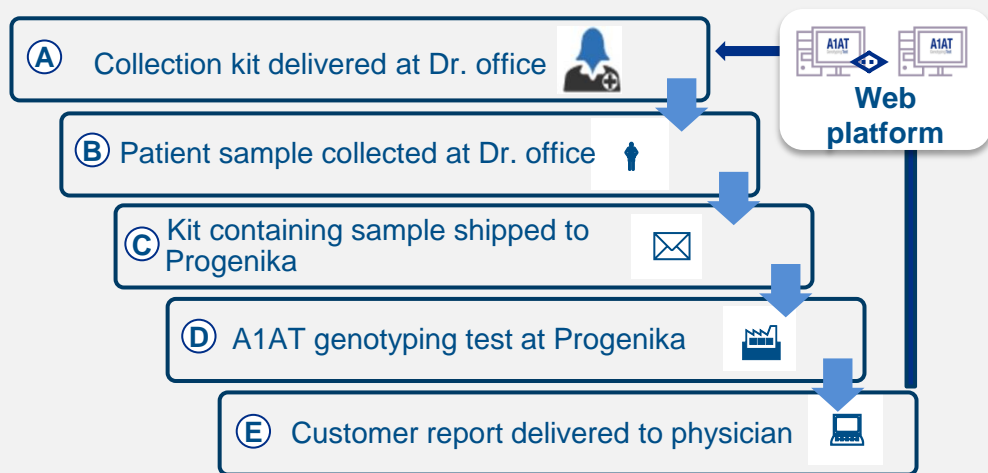 A Collection kit delivered at Dr. office
A1AT A1AT
Web
platform
B Patient sample collected at Dr. office
C Kit containing sample shipped to
Progenika
D A1AT genotyping test at Progenika
E Customer report delivered to physician